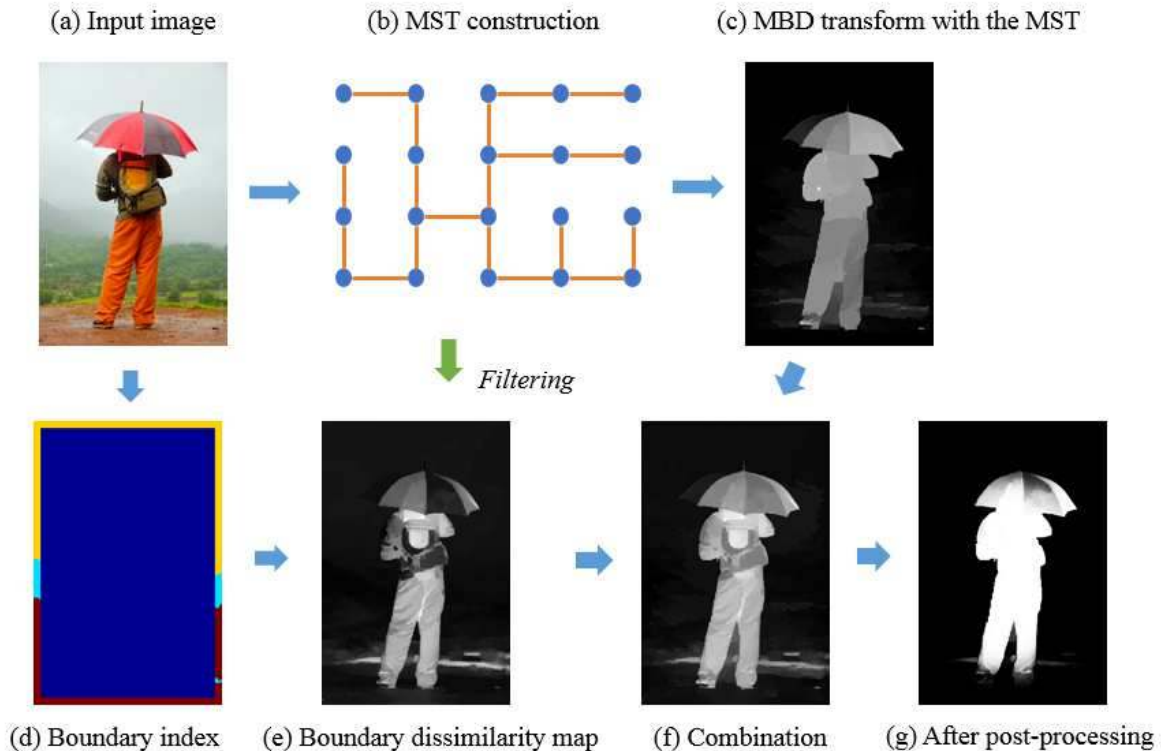 (a) Input image
(b) MST construction
(c) MBD transform with the MST
Filtering
(d) Boundary index
(e) Boundary dissimilarity map
(f) Combination
(g) After post-processing